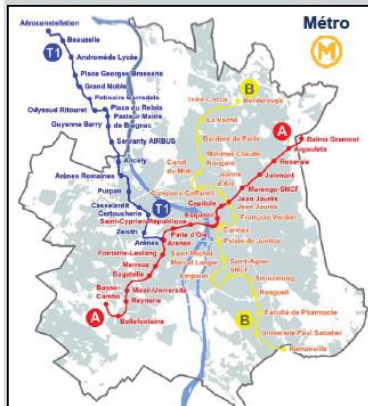 Métro
M
Aéroconstellation
Beauzelle
T1
Andromède Lycée
Place Georges Brassens
Grand Noble
Place du Relais
Odyssud Ritouret
Pasteur Mairie
de Blagnac
Guyenne Berry
Servanty AIRBUS
Ancely
Arènes Romaines
Purpan
Casselardit
Cartoucherie
T1
Zénith
Arènes
B
Borderouge
Trois Cocus
La Vache
Barrière de Paris
Minimes Claude
Nougaro
Canal
du Midi
Jeanne
d'Arc
Compans-Caffarelli
A
Balma Gramont
Argoulets
Roseraie
Jolimont
Marengo-SNCF
Capitole
Jean Jaurès
Jean Jaurès
Esquirol
François Verdier
Saint-Cyprien République
Carmes
Patte d'Oie
Palais de Justice
Arènes
Fontaine-Lestang
Saint-Michel
Marcel Langer
Mermoz
Empalot
Saint-Agne-
SNCF
Bagatelle
Saouzelong
Basso-
Cambo
Mirail-Université
Rangueil
Reynerie
A
Bellefontaine
B
Faculté de Pharmacie
Université Paul Sabatier
Ramonville